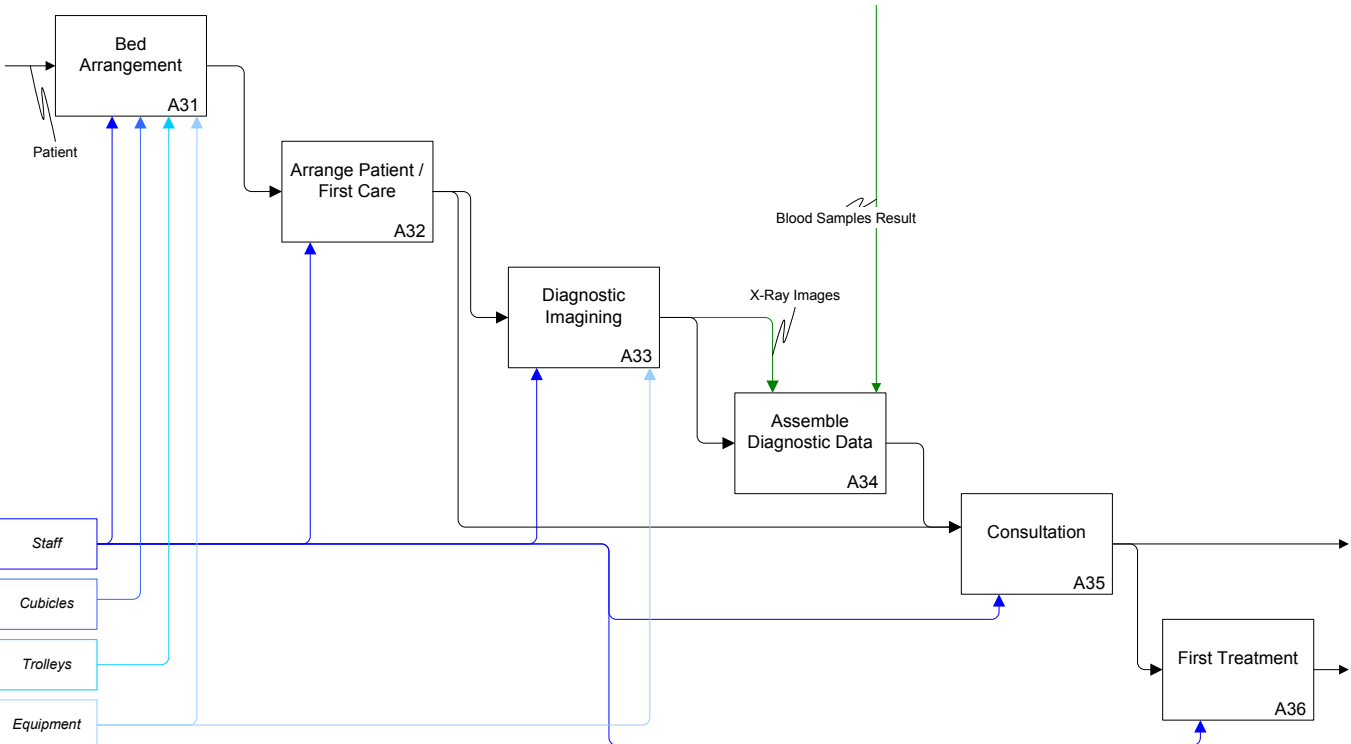 Bed
Arrangement
A31
Patient
Arrange Patient /
First Care
A32
Blood Samples Result
Diagnostic
Imagining
A33
X-Ray Images
Assemble
Diagnostic Data
A34
Staff
Consultation
A35
Cubicles
Trolleys
First Treatment
A36
Equipment